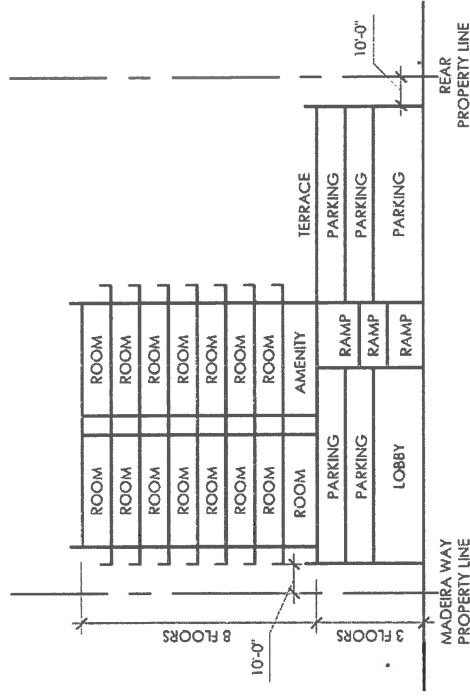 10'-0"
ROOM ROOM
ROOM ROOM
ROOM ROOM
ROOM ROOM
ROOM ROOM
ROOM ROOM
ROOM ROOM
ROOM AMENITY TERRACE
8 FLOORS
10'-0"
PARKING RAMP PARKING
PARKING RAMP PARKING
LOBBY RAMP PARKING
3 FLOORS
MADEIRA WAY
PROPERTY LINE
REAR
PROPERTY LINE